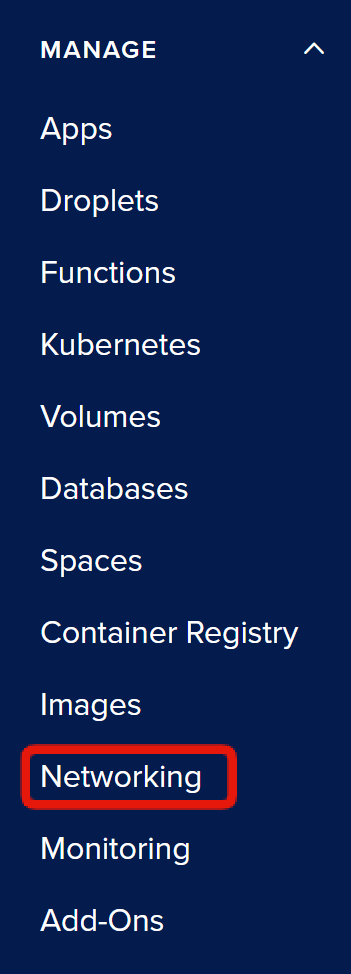 MANAGE
Apps
Droplets
Functions
Kubernetes
Volumes
Databases
Spaces
Container Registry
Images
Networking
Monitoring
Add-Ons